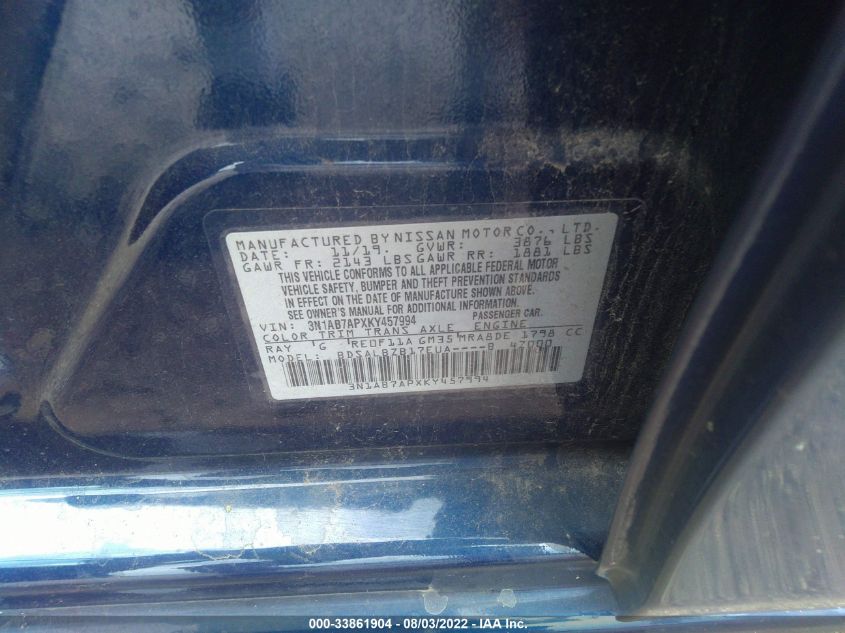 MANUFACTURED BY NISSAN MOTOR CO., LTD.
DATE: 11/19. GVWR: 3876 LBS
GAWR FR: 2143 LBS GAWR RR: 1881 LBS
THIS VEHICLE CONFORMS TO ALL APPLICABLE FEDERAL MOTOR
VEHICLE SAFETY, BUMPER AND THEFT PREVENTION STANDARDS
IN EFFECT ON THE DATE OF MANUFACTURE SHOWN ABOVE.
SEE OWNER'S MANUAL FOR ADDITIONAL INFORMATION.
VIN: 3N1AB7APXKY457994 PASSENGER CAR.
COLOR TRIM TRANS AXLE ENGINE
RAY 'G RE0F11A GM35 MRA8DE 1798 CC
MODEL: BDSALBZB17EUA----B 42000
3N1AB7APXKY457994
000-33861904 - 08/03/2022 - IAA Inc.